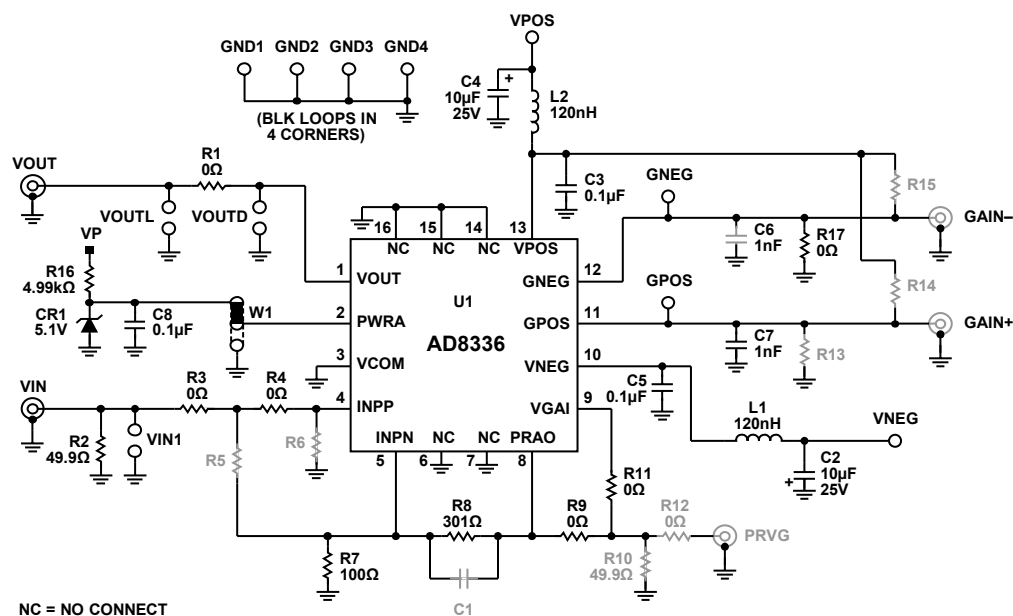 VPOS
GND1 GND2 GND3 GND4
(BLK LOOPS IN
4 CORNERS)
C4
10µF
25V
+
L2
120nH
VOUT
R1
0Ω
VOUTL
VOUTD
C3
0.1µF
GNEG
R15
GAIN–
C6
1nF
R17
0Ω
16 15 14 13
NC NC NC VPOS
VP
R16
4.99kΩ
CR1
5.1V
C8
0.1µF
W1
1
VOUT
2
PWRA
3
VCOM
4
INPP
U1
AD8336
12
GNEG
11
GPOS
10
VNEG
9
VGAI
INPN NC NC PRAO
5 6 7 8
GPOS
R14
GAIN+
C7
1nF
R13
C5
0.1µF
L1
120nH
VNEG
C2
10µF
25V
+
VIN
R3
0Ω
R4
0Ω
R2
49.9Ω
VIN1
R5
R6
R11
0Ω
R8
301Ω
R9
0Ω
R12
0Ω
PRVG
R7
100Ω
R10
49.9Ω
C1
NC = NO CONNECT